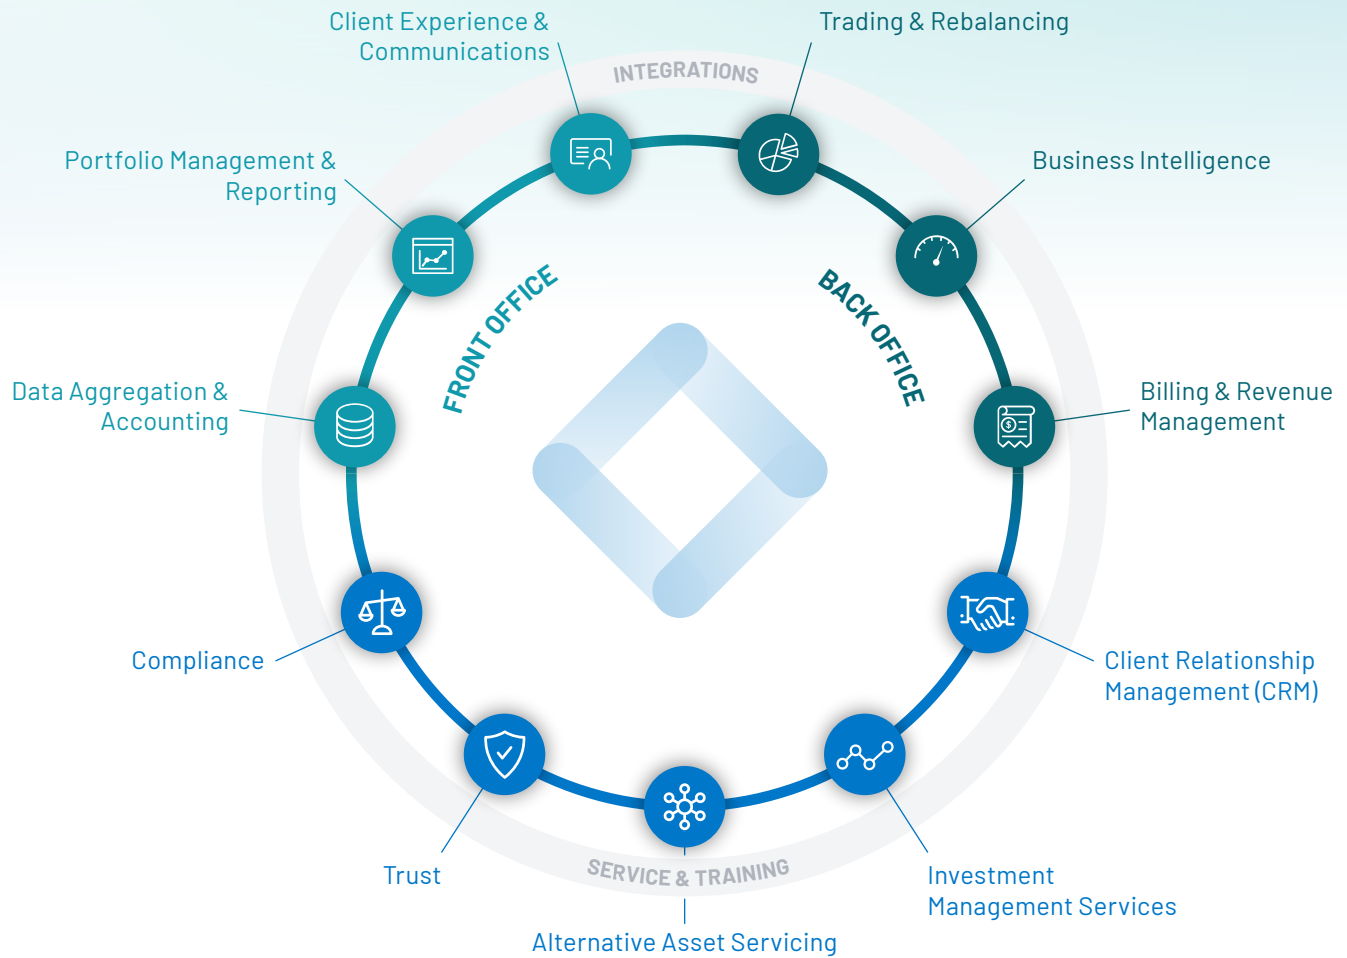 Client Experience &
Communications
Trading & Rebalancing
INTEGRATIONS
Portfolio Management &
Reporting
Business Intelligence
FRONT OFFICE
BACK OFFICE
Data Aggregation &
Accounting
Billing & Revenue
Management
$
Compliance
Client Relationship
Management (CRM)
Trust
SERVICE & TRAINING
Investment
Management Services
Alternative Asset Servicing